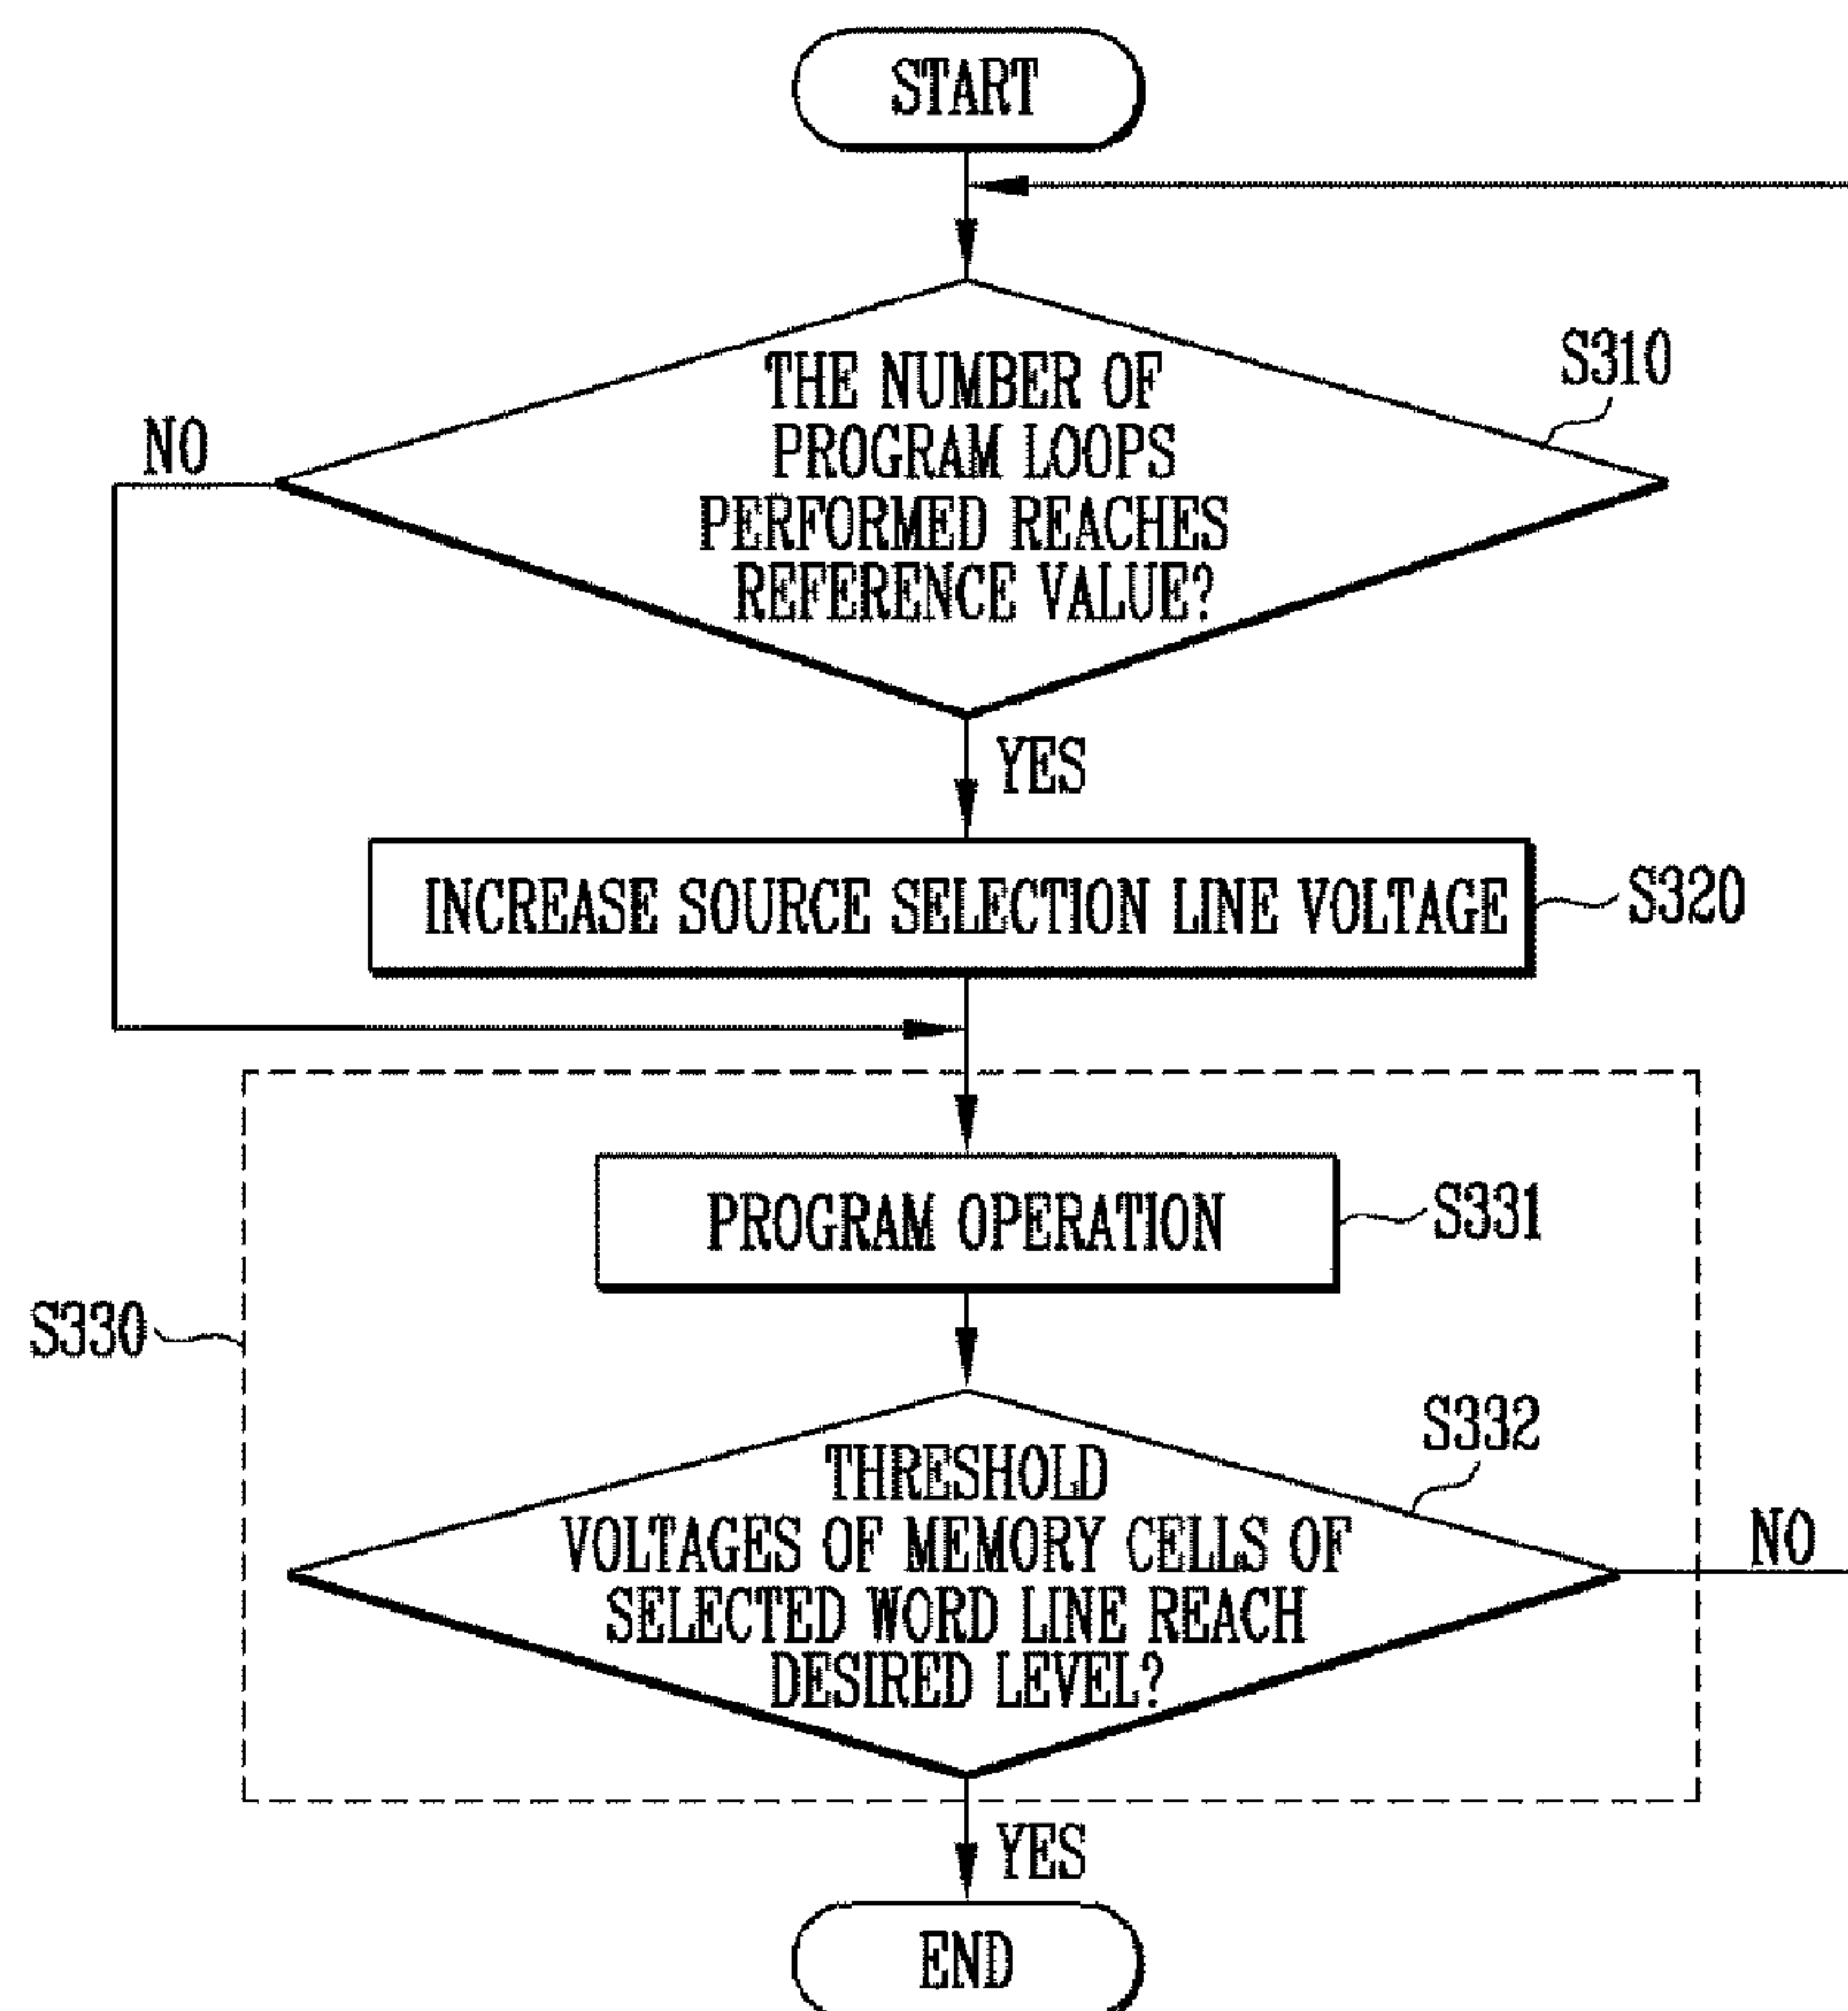 START
THE NUMBER OF
PROGRAM LOOPS
PERFORMED REACHES
REFERENCE VALUE?
S310
NO
YES
INCREASE SOURCE SELECTION LINE VOLTAGE
S320
PROGRAM OPERATION
S331
S330
THRESHOLD
VOLTAGES OF MEMORY CELLS OF
SELECTED WORD LINE REACH
DESIRED LEVEL?
S332
NO
YES
END